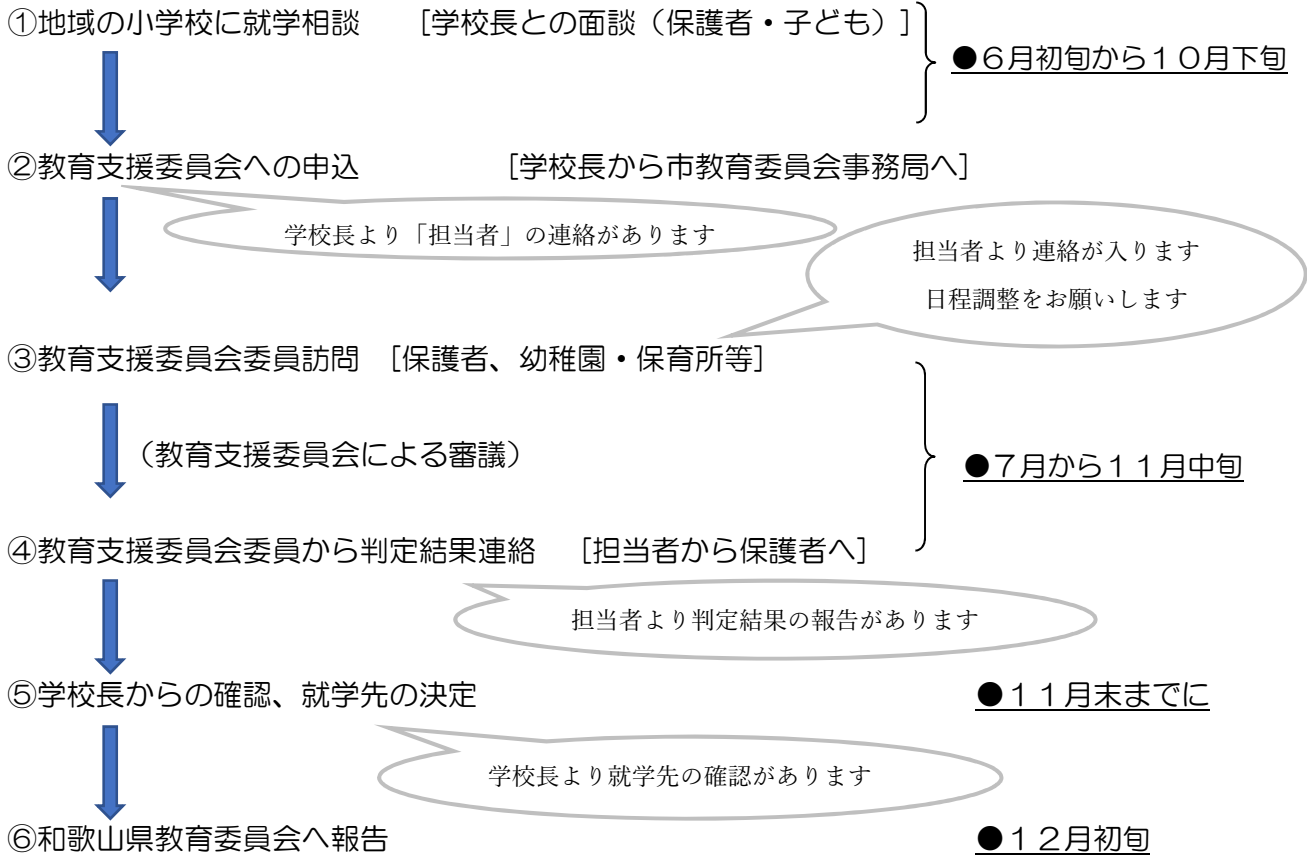 ①地域の小学校に就学相談　　[学校長との面談（保護者・子ども）]
●６月初旬から１０月下旬
②教育支援委員会への申込　　　　　[学校長から市教育委員会事務局へ]
学校長より「担当者」の連絡があります
担当者より連絡が入ります
日程調整をお願いします
③教育支援委員会委員訪問　[保護者、幼稚園・保育所等]
（教育支援委員会による審議）
●７月から１１月中旬
④教育支援委員会委員から判定結果連絡　[担当者から保護者へ]
担当者より判定結果の報告があります
⑤学校長からの確認、就学先の決定
●１１月末までに
学校長より就学先の確認があります
⑥和歌山県教育委員会へ報告
●１２月初旬